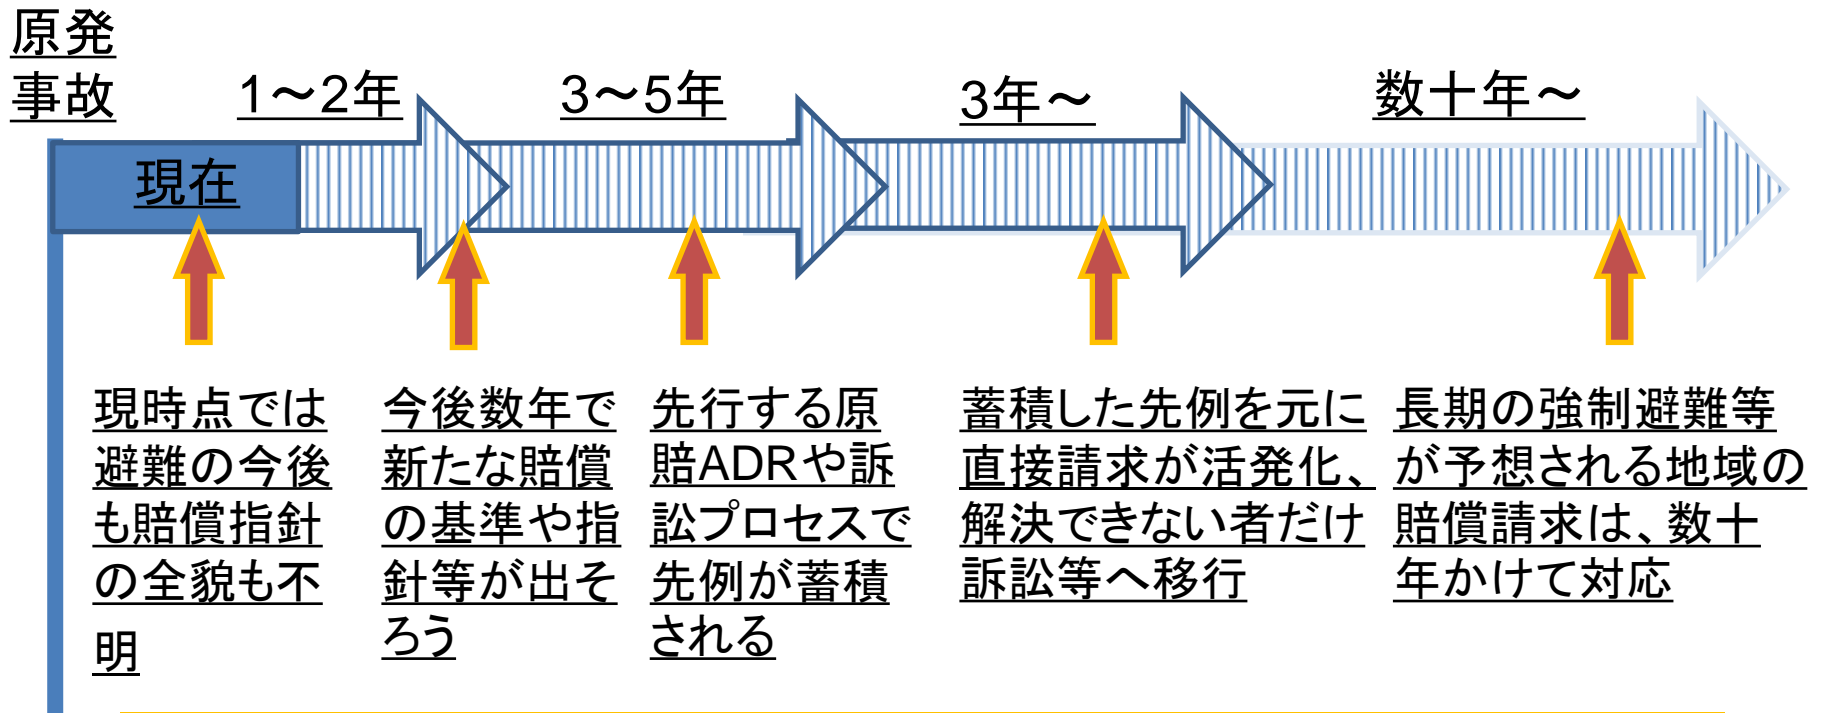 原発
事故
1～2年
3～5年
3年～
数十年～
現在
現時点では
避難の今後
も賠償指針
の全貌も不
明
今後数年で
新たな賠償
の基準や指
針等が出そ
ろう
先行する原
賠ADRや訴
訟プロセスで
先例が蓄積
される
蓄積した先例を元に
直接請求が活発化、
解決できない者だけ
訴訟等へ移行
長期の強制避難等
が予想される地域の
賠償請求は、数十
年かけて対応